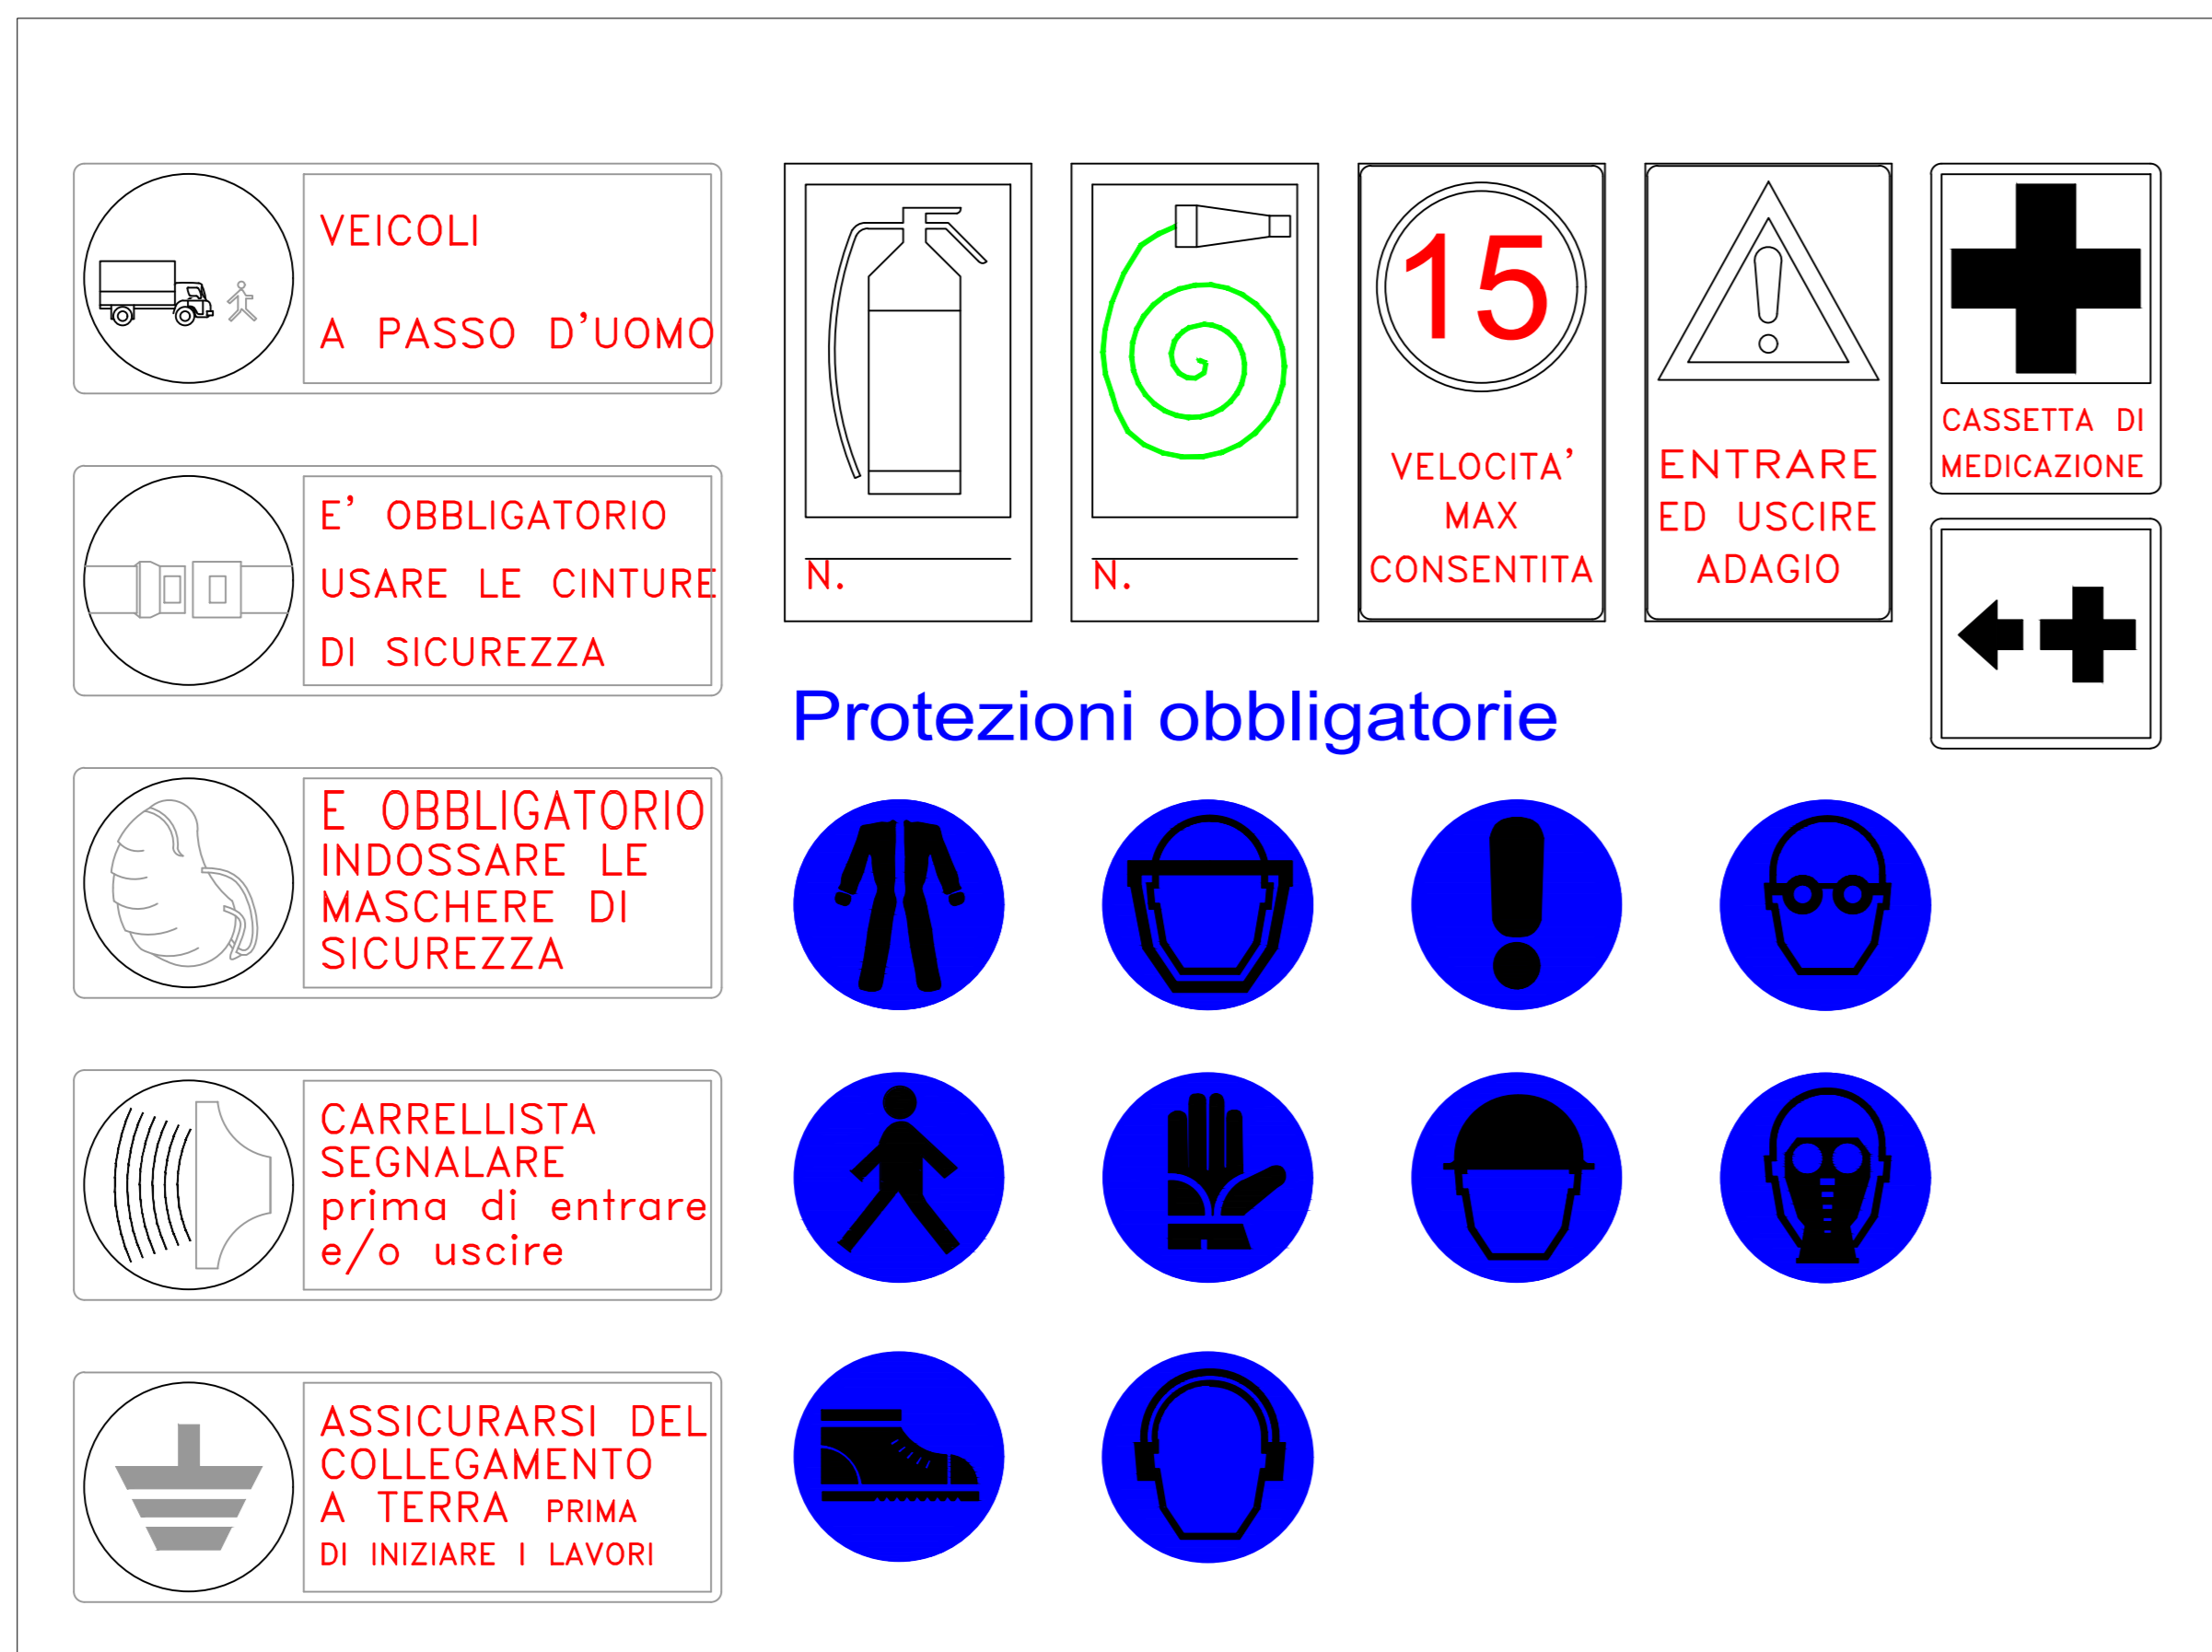 VEICOLI
A PASSO D'UOMO
E' OBBLIGATORIO
USARE LE CINTURE
DI SICUREZZA
E OBBLIGATORIO
INDOSSARE LE
MASCHERE DI
SICUREZZA
CARRELLISTA
SEGNALARE
prima di entrare
e/o uscire
ASSICURARSI DEL
COLLEGAMENTO
A TERRA PRIMA
DI INIZIARE I LAVORI
N.
N.
15
VELOCITA'
MAX
CONSENTITA
ENTRARE
ED USCIRE
ADAGIO
CASSETTA DI
MEDICAZIONE
Protezioni obbligatorie